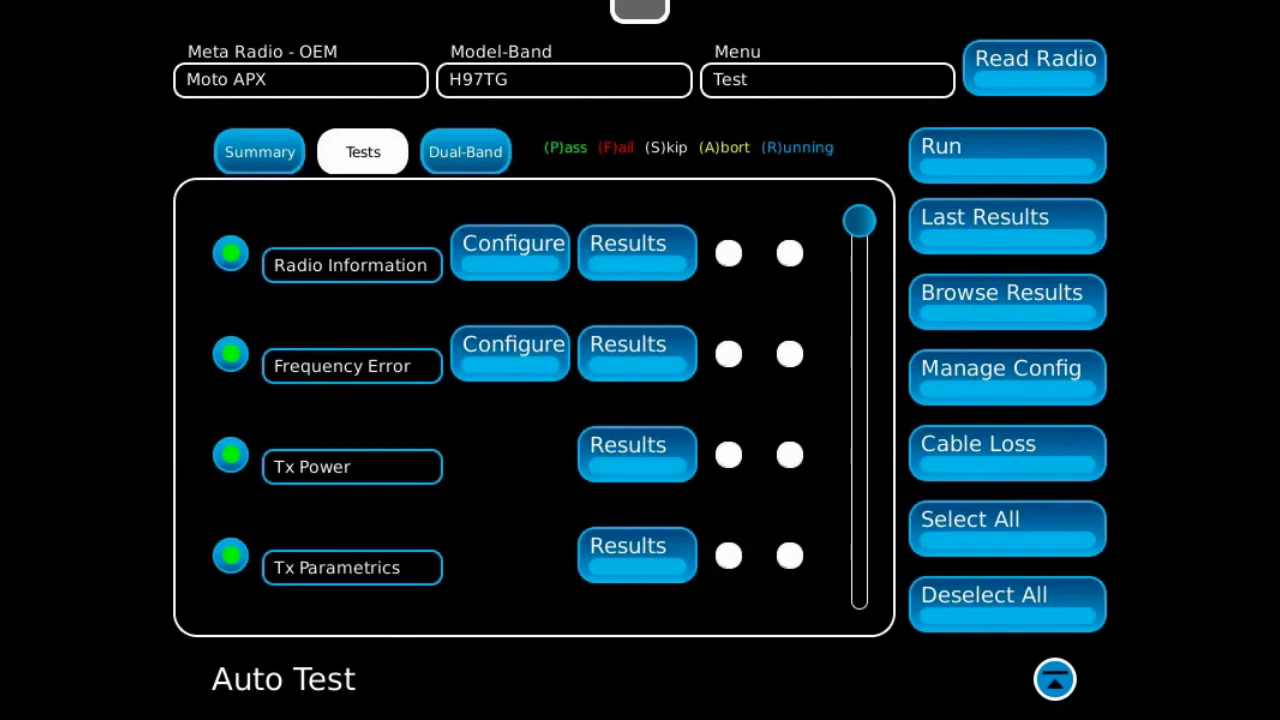 Meta Radio - OEM
Model-Band
Menu
Moto APX
H97TG
Test
Read Radio
Summary
Tests
Dual-Band
(P)ass (F)ail (S)kip (A)bort (R)unning
Run
Last Results
Browse Results
Manage Config
Cable Loss
Select All
Deselect All
Radio Information
Configure
Results
Frequency Error
Configure
Results
Tx Power
Results
Tx Parametrics
Results
Auto Test